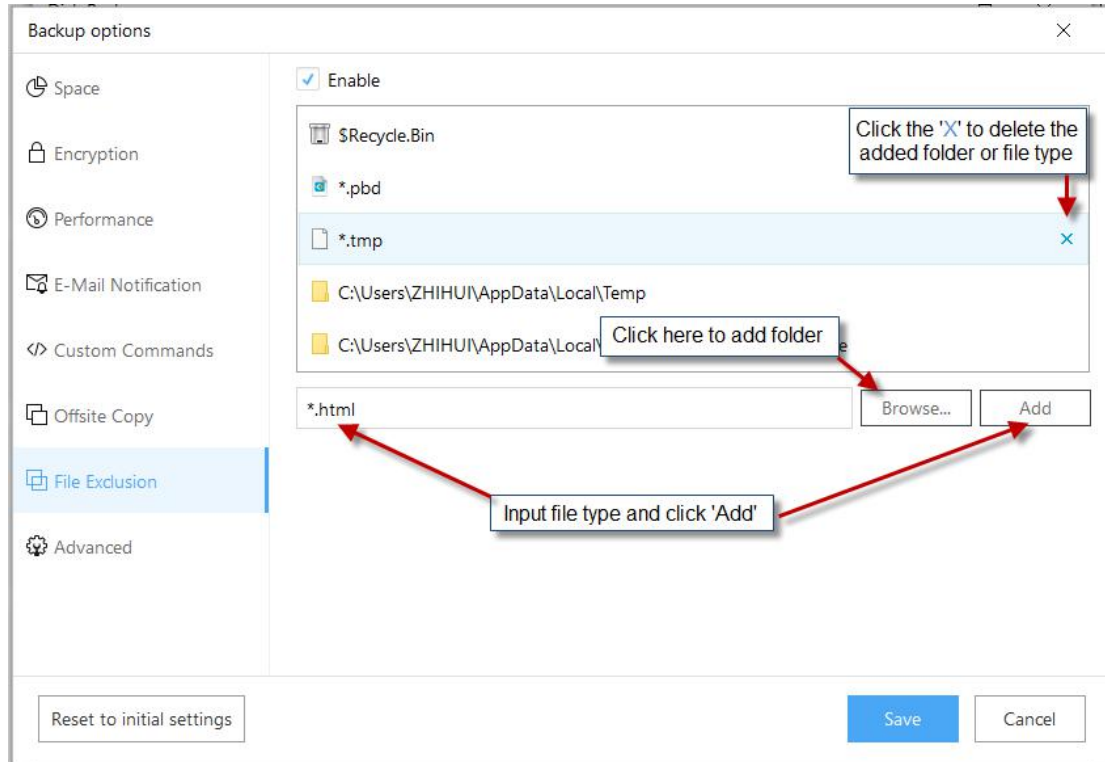 Backup options
Space
Encryption
Performance
E-Mail Notification
Custom Commands
Offsite Copy
File Exclusion
Advanced
Enable
$Recycle.Bin
Click the 'X' to delete the
added folder or file type
*.pbd
*.tmp
C:\Users\ZHIHUI\AppData\Local\Temp
C:\Users\ZHIHUI\AppData\Local\
Click here to add folder
*.html
Browse...
Add
Input file type and click 'Add'
Reset to initial settings
Save
Cancel